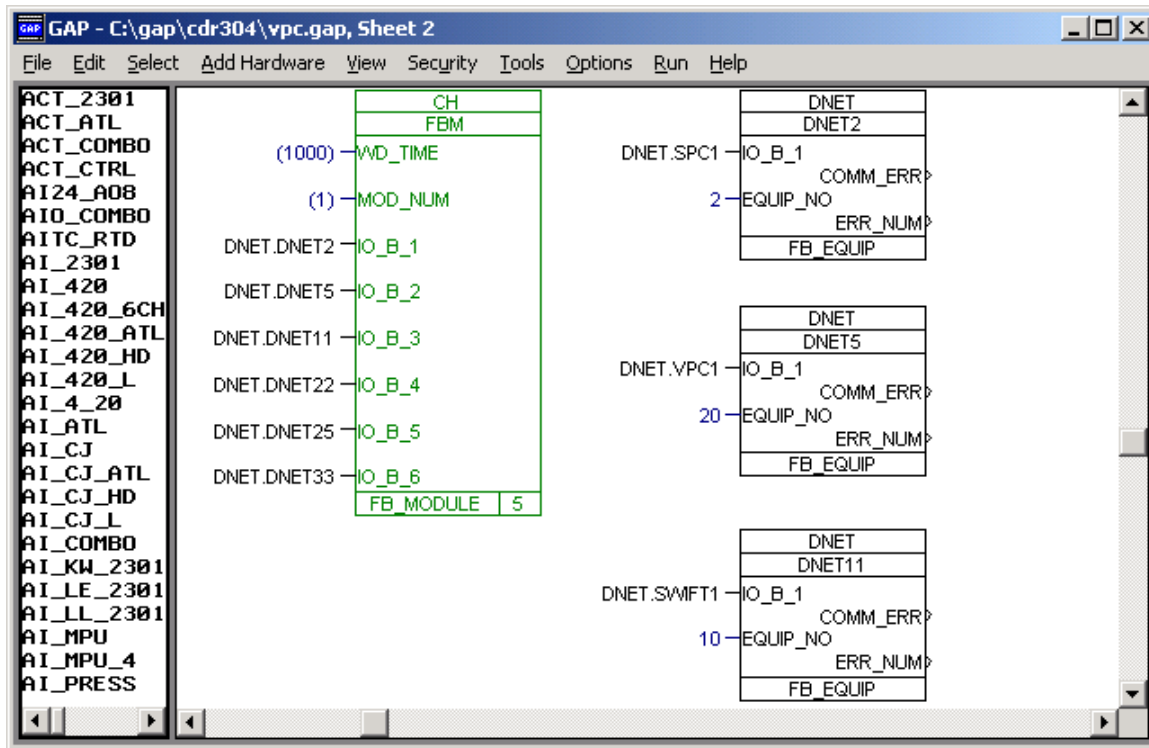 GAP GAP - C:\gap\cdr304\vpc.gap, Sheet 2
File Edit Select Add Hardware View Security Tools Options Run Help
ACT_2301
ACT_ATL
ACT_COMBO
ACT_CTRL
AI24_AO8
AIO_COMBO
AITC_RTD
AI_2301
AI_420
AI_420_6CH
AI_420_ATL
AI_420_HD
AI_420_L
AI_4_20
AI_ATL
AI_CJ
AI_CJ_ATL
AI_CJ_HD
AI_CJ_L
AI_COMBO
AI_KW_2301
AI_LE_2301
AI_LL_2301
AI_MPU
AI_MPU_4
AI_PRESS
CH
FBM
(1000) WD_TIME
(1) MOD_NUM
DNET.DNET2 IO_B_1
DNET.DNET5 IO_B_2
DNET.DNET11 IO_B_3
DNET.DNET22 IO_B_4
DNET.DNET25 IO_B_5
DNET.DNET33 IO_B_6
FB_MODULE 5
DNET
DNET2
DNET.SPC1 IO_B_1
COMM_ERR
2 EQUIP_NO
ERR_NUM
FB_EQUIP
DNET
DNET5
DNET.VPC1 IO_B_1
COMM_ERR
20 EQUIP_NO
ERR_NUM
FB_EQUIP
DNET
DNET11
DNET.SWIFT1 IO_B_1
COMM_ERR
10 EQUIP_NO
ERR_NUM
FB_EQUIP